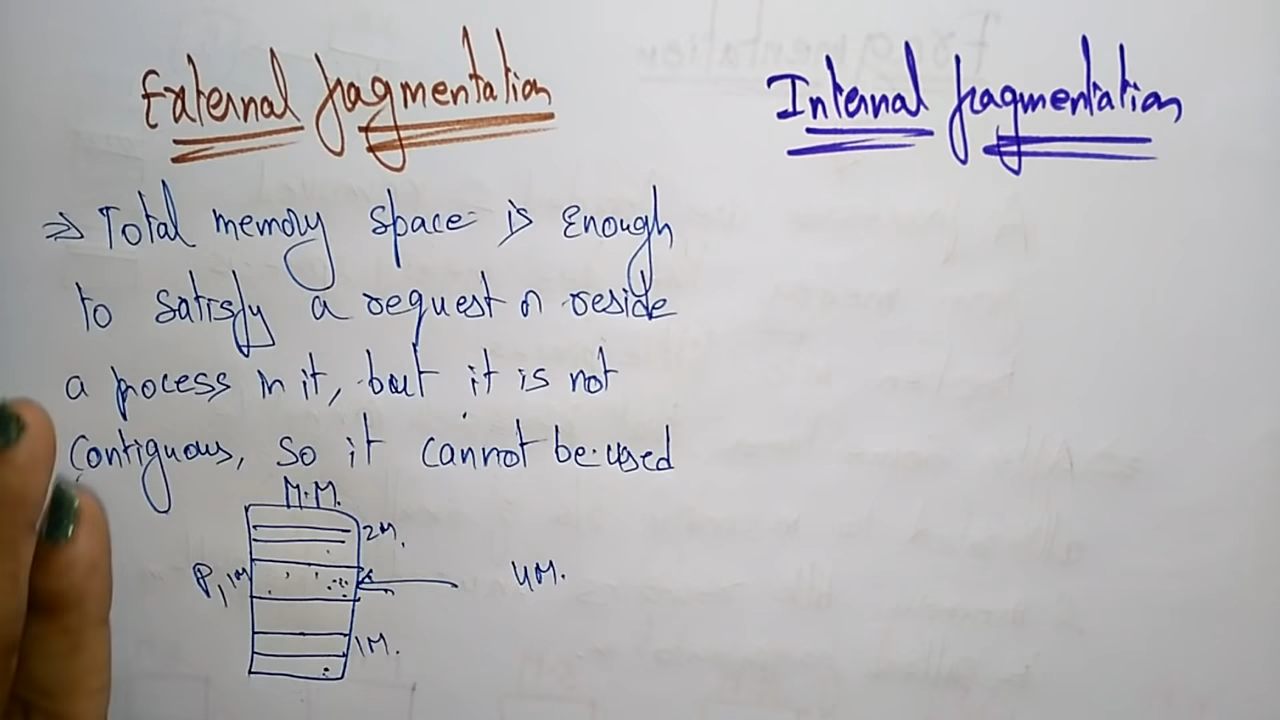 External fragmentation
Internal fragmentation
⇒ Total memory space is enough
to satisfy a request or reside
a process in it, but it is not
contiguous, so it cannot be used
M.M.
2M.
P, 1M
4M.
1M.